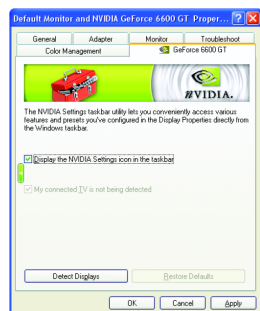 Default Monitor and NVIDIA GeForce 6600 GT Proper...
General Adapter Monitor Troubleshoot
Color Management GeForce 6600 GT
NVIDIA.
The NVIDIA Settings taskbar utility lets you conveniently access various
features and presets you've configured in the Display Properties directly from
the Windows taskbar.
Display the NVIDIA Settings icon in the taskbar
My connected TV is not being detected
Detect Displays Restore Defaults
OK Cancel Apply